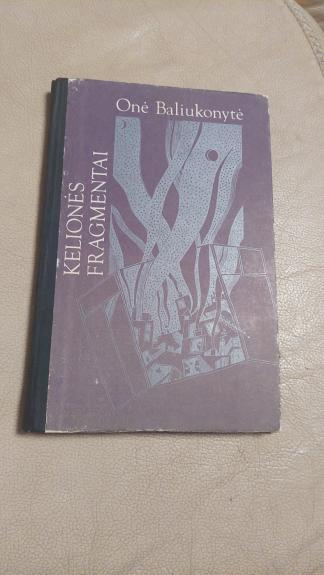 Onė Baliukonytė
KELIONĖS
FRAGMENTAI